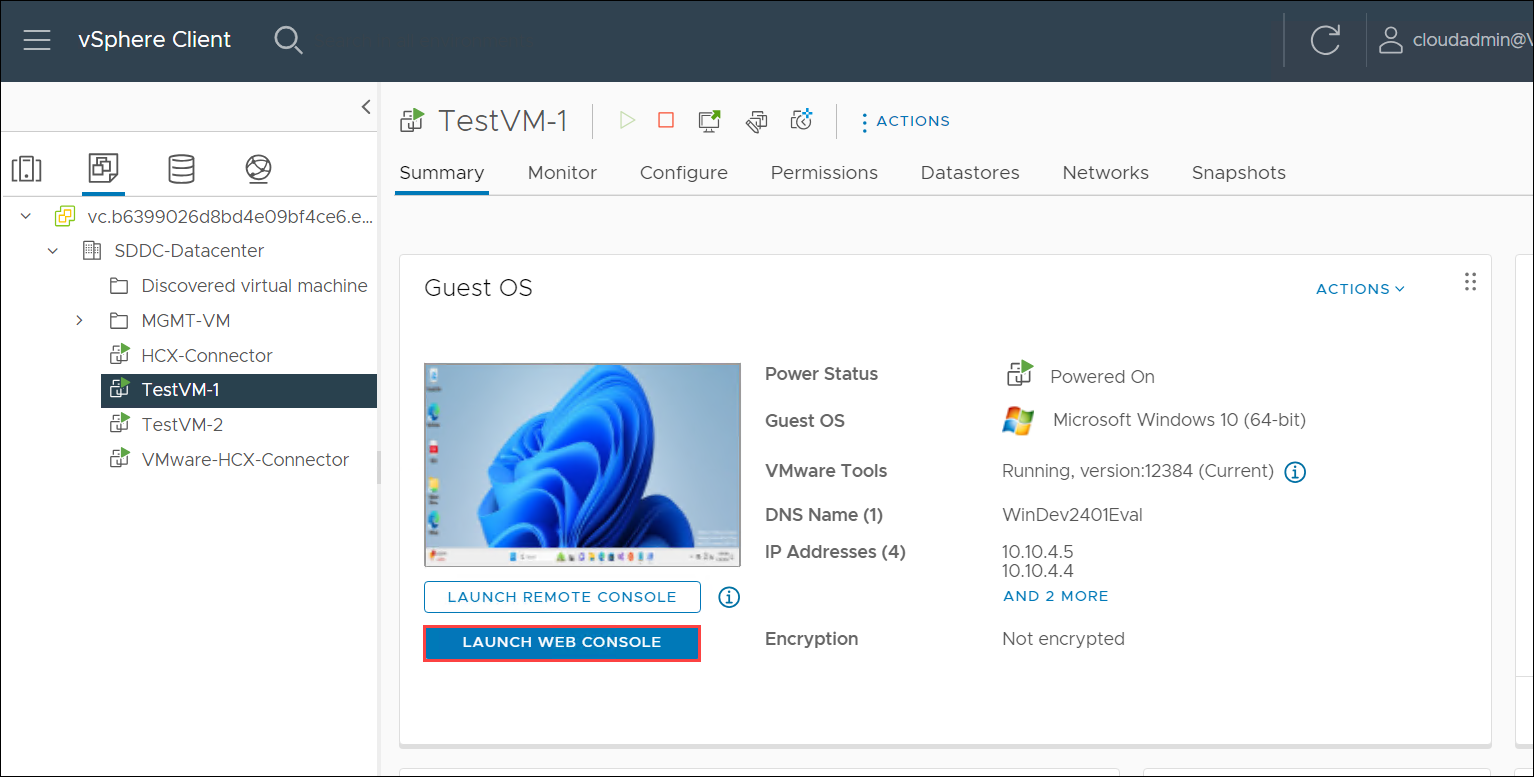 vSphere Client
cloudadmin@V
TestVM-1
ACTIONS
Summary Monitor Configure Permissions Datastores Networks Snapshots
vc.b6399026d8bd4e09bf4ce6.e...
SDDC-Datacenter
Discovered virtual machine
MGMT-VM
HCX-Connector
TestVM-1
TestVM-2
VMware-HCX-Connector
Guest OS
ACTIONS
LAUNCH REMOTE CONSOLE
LAUNCH WEB CONSOLE
Power Status Powered On
Guest OS Microsoft Windows 10 (64-bit)
VMware Tools Running, version:12384 (Current)
DNS Name (1) WinDev2401Eval
IP Addresses (4) 10.10.4.5
10.10.4.4
AND 2 MORE
Encryption Not encrypted